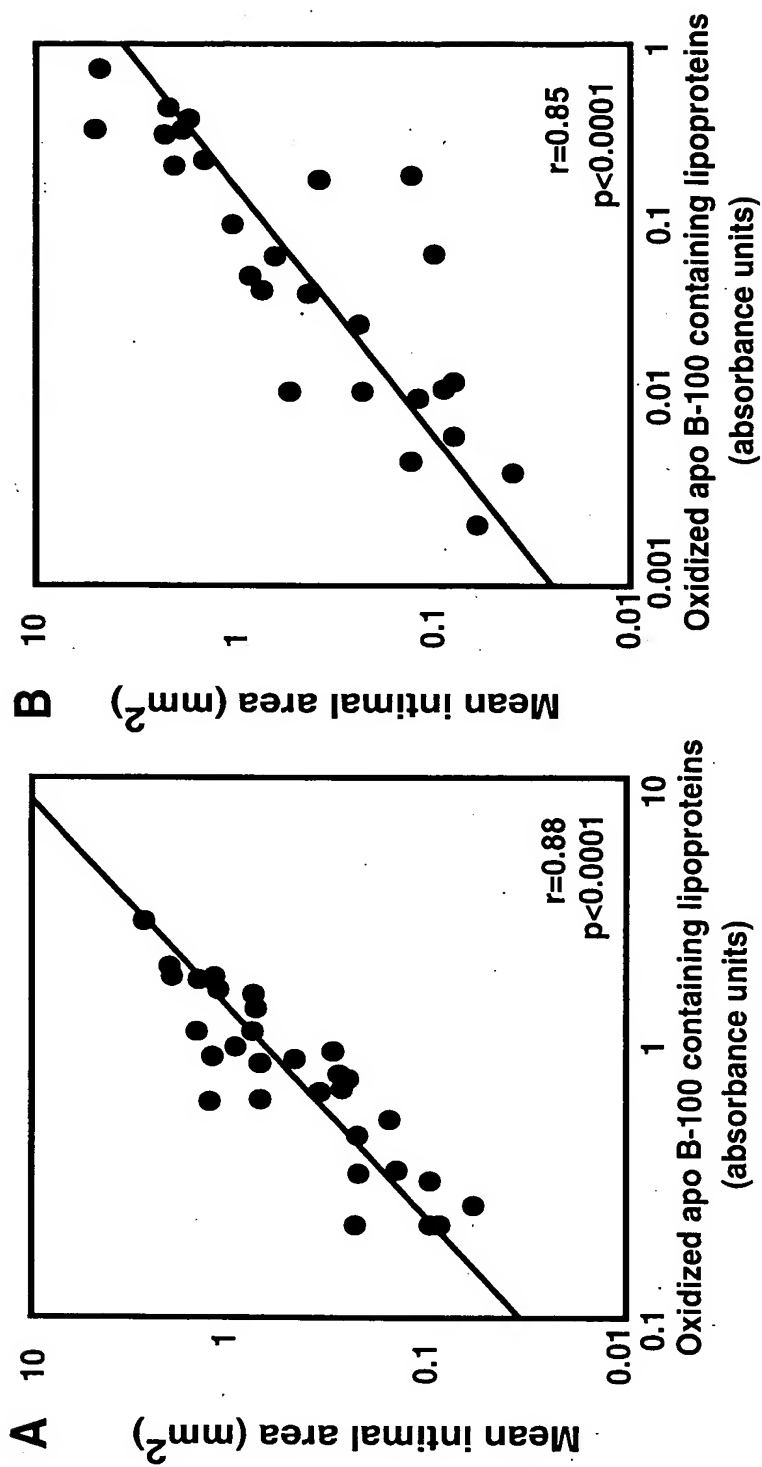 A
Mean intimal area (mm2)
10
1
0.1
0.01
r=0.88
p<0.0001
0.1
1
10
Oxidized apo B-100 containing lipoproteins
(absorbance units)
B
Mean intimal area (mm2)
10
1
0.1
0.01
r=0.85
p<0.0001
0.001
0.01
0.1
1
Oxidized apo B-100 containing lipoproteins
(absorbance units)